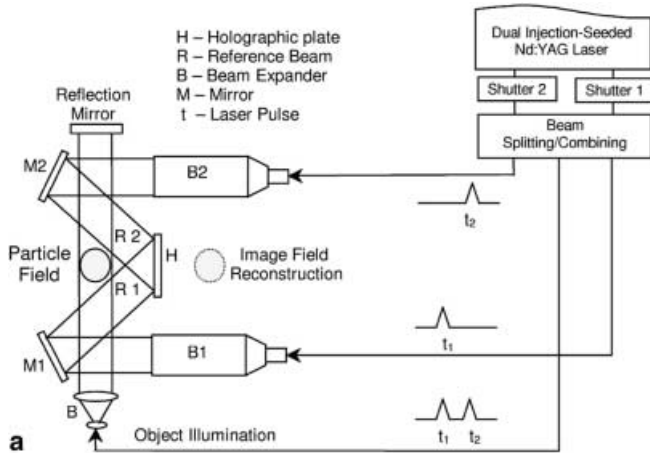 H – Holographic plate
R – Reference Beam
B – Beam Expander
M – Mirror
t – Laser Pulse
Dual Injection-Seeded
Nd:YAG Laser
Shutter 2
Shutter 1
Beam
Splitting/Combining
Reflection
Mirror
M2
B2
t₂
R 2
H
Particle
Field
Image Field
Reconstruction
R 1
t₁
M1
B1
B
t₁ t₂
a
Object Illumination